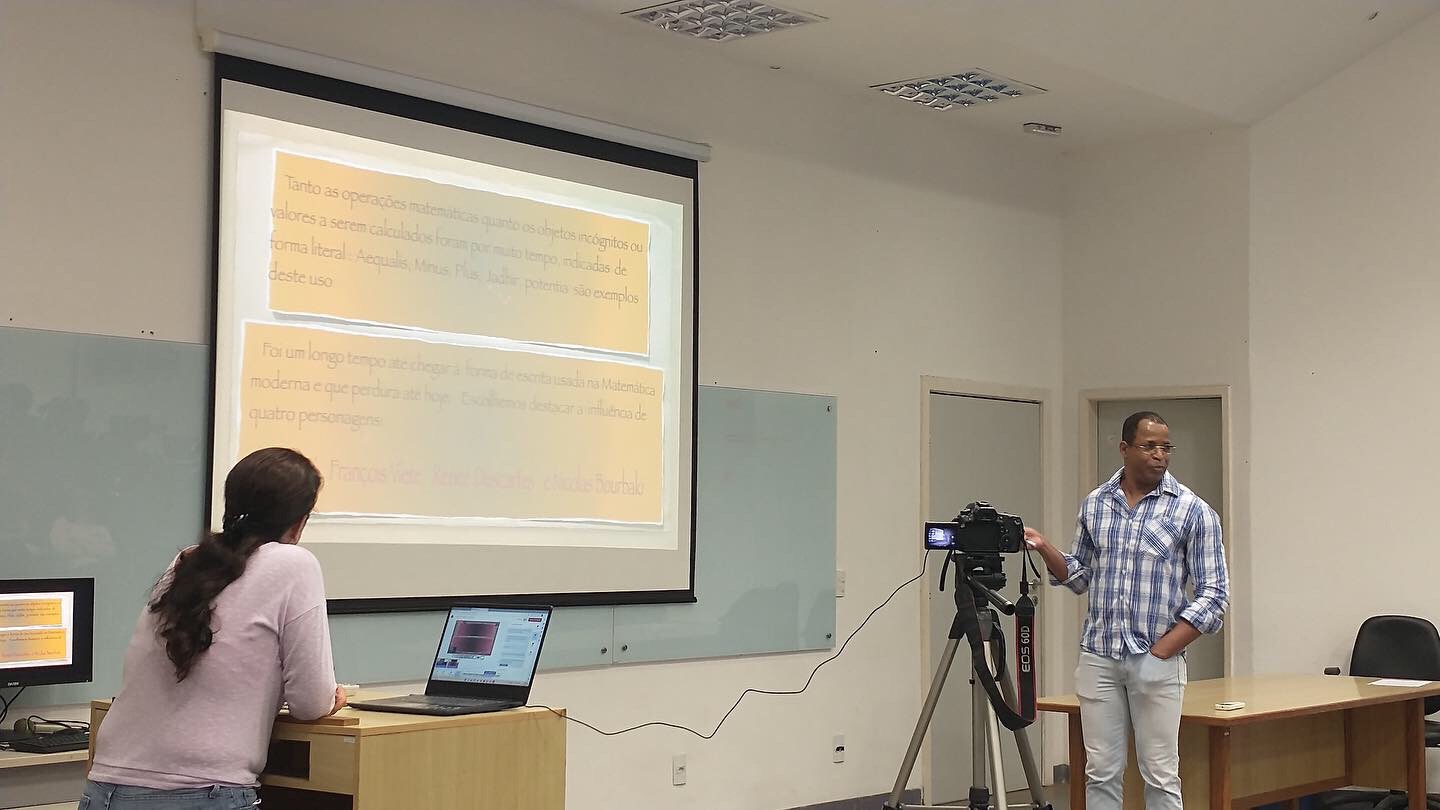 Tanto as operações matemáticas quanto os objetos incógnitos ou
valores a serem calculados foram por muito tempo, indicadas de
forma literal: Aequalis, Minus, Plus, Jadhir, potentia são exemplos
deste uso
Foi um longo tempo até chegar à forma de escrita usada na Matemática
moderna e que perdura até hoje. Escolhemos destacar a influência de
quatro personagens:
François Viète, Descartes e Nicolas Bourbaki
EOS 60D